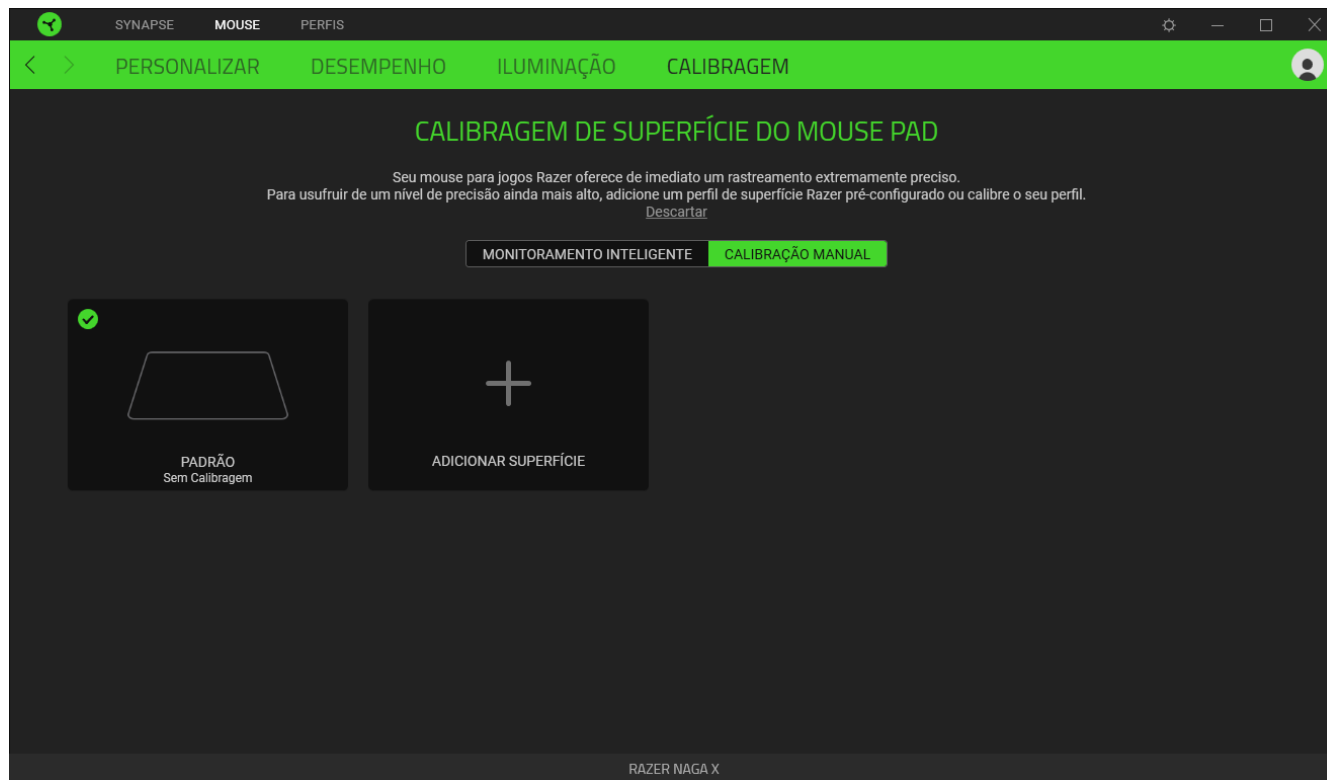 SYNAPSE MOUSE PERFIS
PERSONALIZAR DESEMPENHO ILUMINAÇÃO CALIBRAGEM
CALIBRAGEM DE SUPERFÍCIE DO MOUSE PAD
Seu mouse para jogos Razer oferece de imediato um rastreamento extremamente preciso.
Para usufruir de um nível de precisão ainda mais alto, adicione um perfil de superfície Razer pré-configurado ou calibre o seu perfil.
Descartar
MONITORAMENTO INTELIGENTE CALIBRAÇÃO MANUAL
PADRÃO
Sem Calibragem
ADICIONAR SUPERFÍCIE
RAZER NAGA X